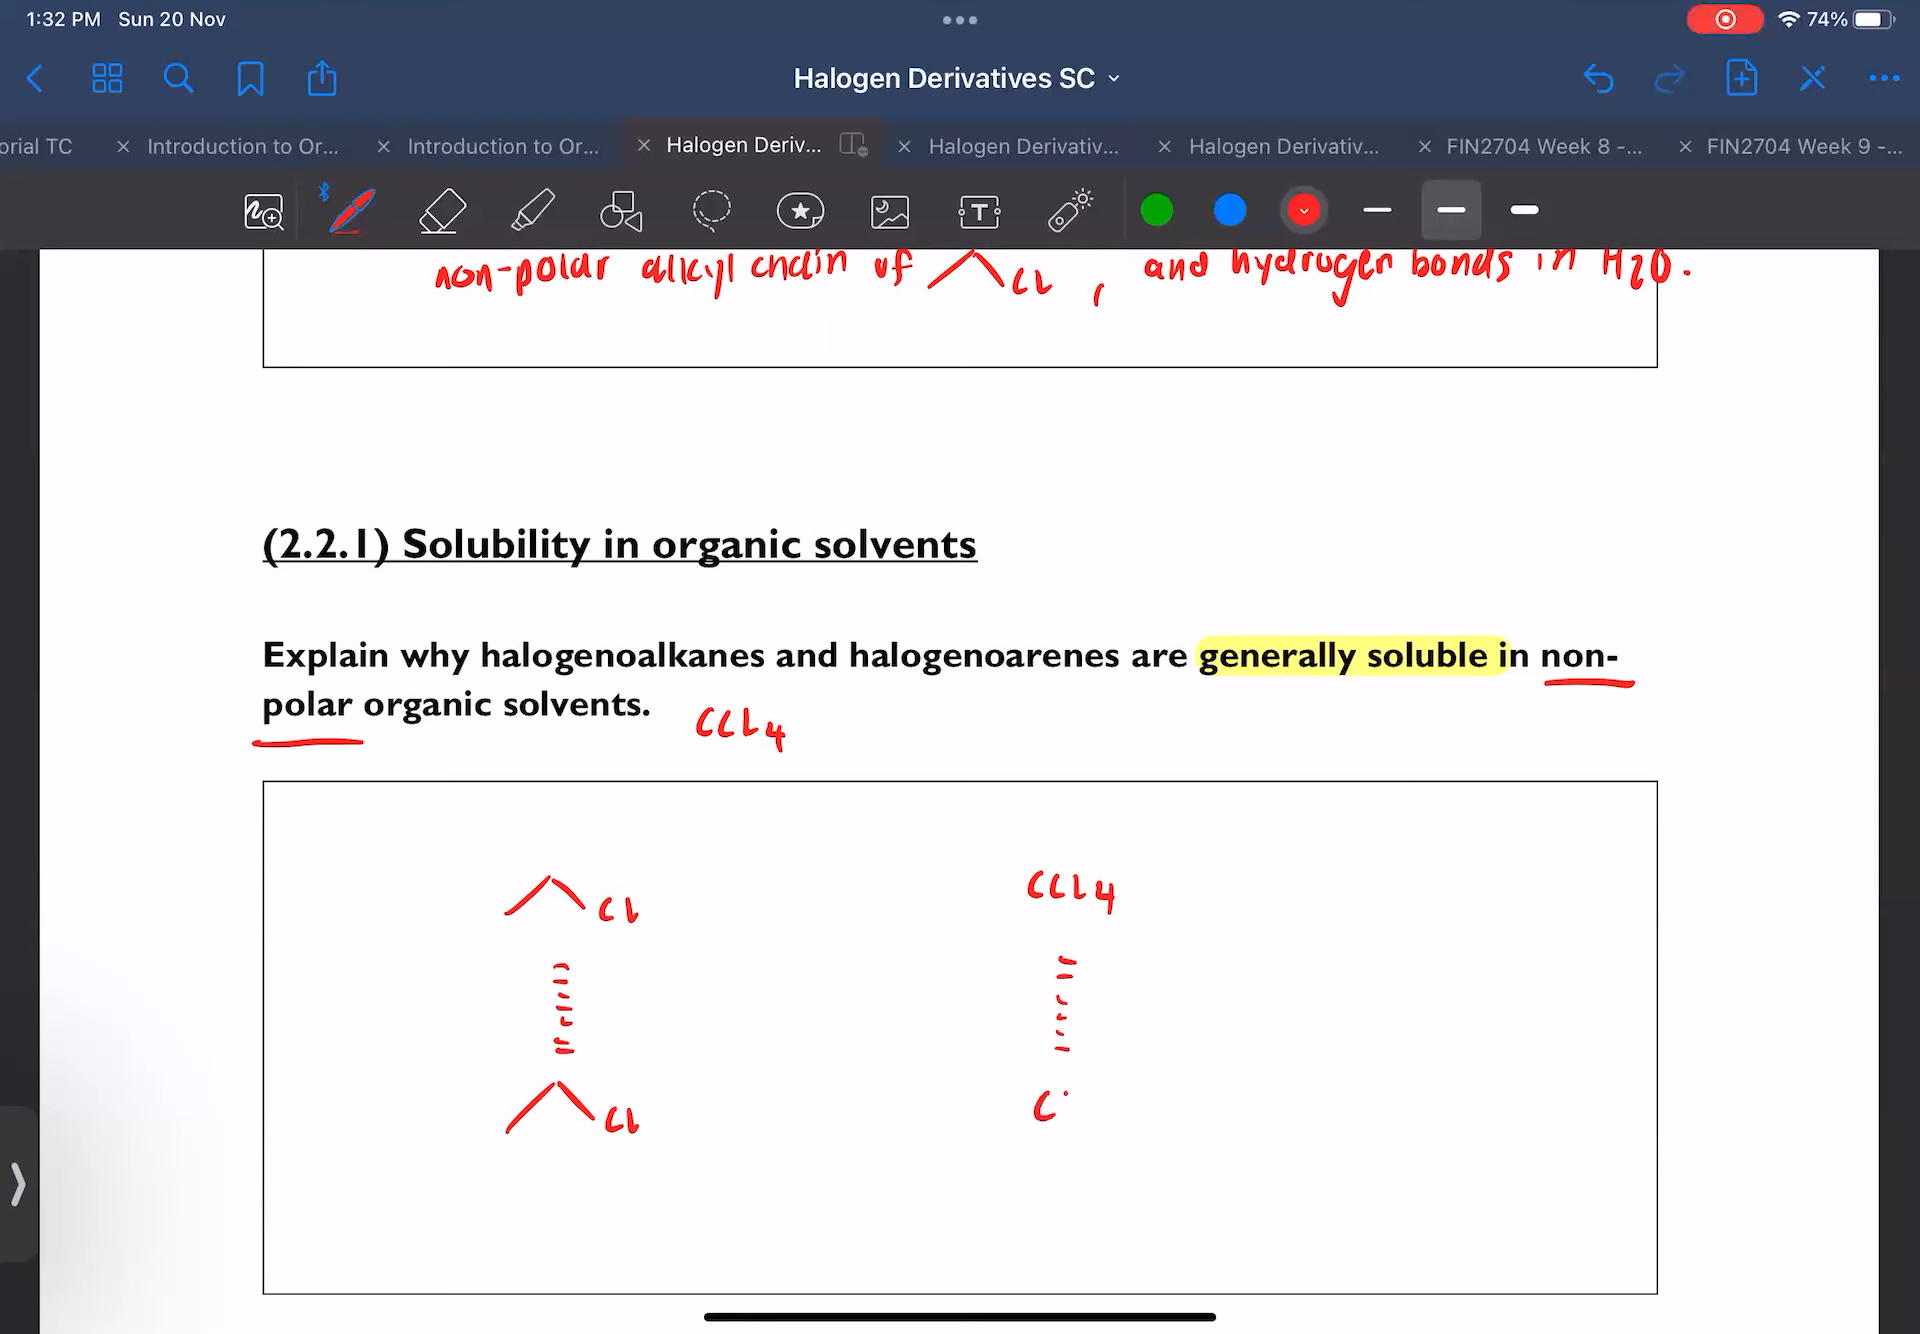 1:32 PM Sun 20 Nov
74%
Halogen Derivatives SC
orial TC
Introduction to Or...
Introduction to Or...
Halogen Deriv...
Halogen Derivativ...
Halogen Derivativ...
FIN2704 Week 8 -...
FIN2704 Week 9 -...
T
non-polar alkyl chain of Cl , and hydrogen bonds in H2O.
(2.2.1) Solubility in organic solvents
Explain why halogenoalkanes and halogenoarenes are generally soluble in non-
polar organic solvents. CCl4
Cl CCl4
Cl C